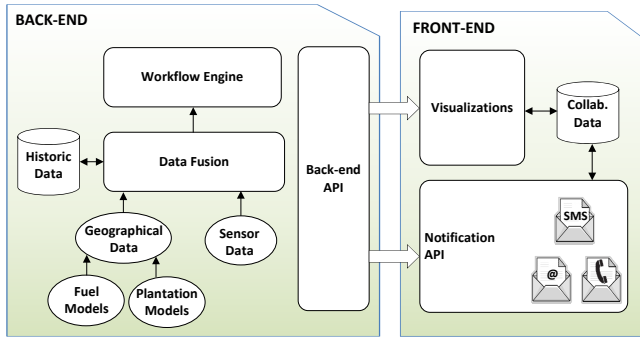 BACK-END
Workflow Engine
Historic
Data
Data Fusion
Geographical
Data
Sensor
Data
Fuel
Models
Plantation
Models
Back-end
API
FRONT-END
Visualizations
Collab.
Data
Notification
API
SMS
@